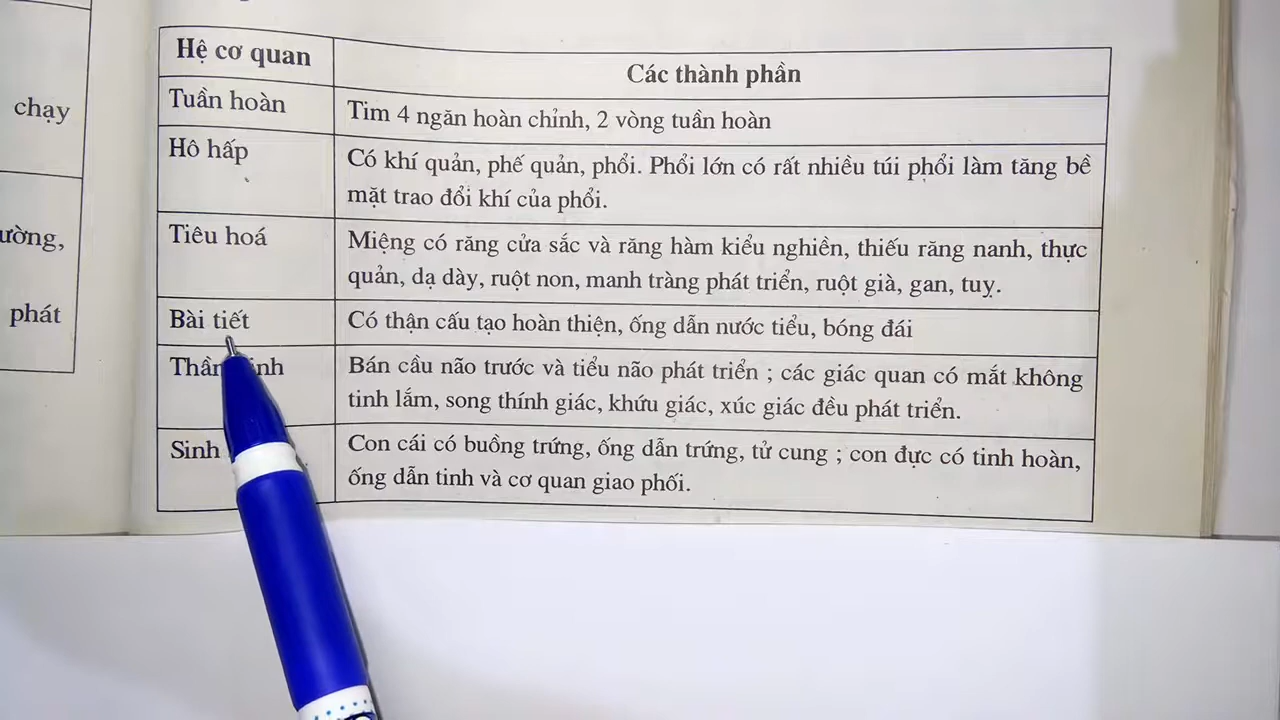 chạy
ường,
phát
Hệ cơ quan
Các thành phần
Tuần hoàn
Tim 4 ngăn hoàn chỉnh, 2 vòng tuần hoàn
Hô hấp
Có khí quản, phế quản, phổi. Phổi lớn có rất nhiều túi phổi làm tăng bề
mặt trao đổi khí của phổi.
Tiêu hoá
Miệng có răng cửa sắc và răng hàm kiểu nghiền, thiếu răng nanh, thực
quản, dạ dày, ruột non, manh tràng phát triển, ruột già, gan, tuỵ.
Bài tiết
Có thận cấu tạo hoàn thiện, ống dẫn nước tiểu, bóng đái
Bán cầu não trước và tiểu não phát triển ; các giác quan có mắt không
tinh lắm, song thính giác, khứu giác, xúc giác đều phát triển.
Sinh
Con cái có buồng trứng, ống dẫn trứng, tử cung ; con đực có tinh hoàn,
ống dẫn tinh và cơ quan giao phối.